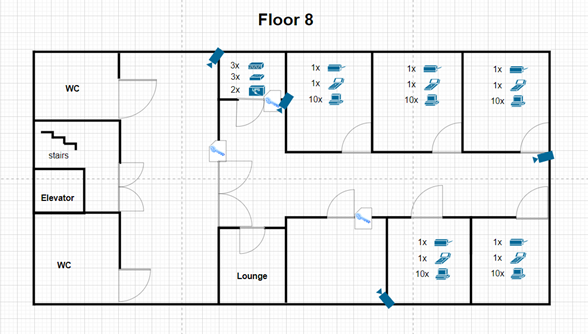 Floor 8
WC
3x
3x
2x
1x
1x
10x
1x
1x
10x
1x
1x
10x
stairs
Elevator
WC
Lounge
1x
1x
10x
1x
1x
10x